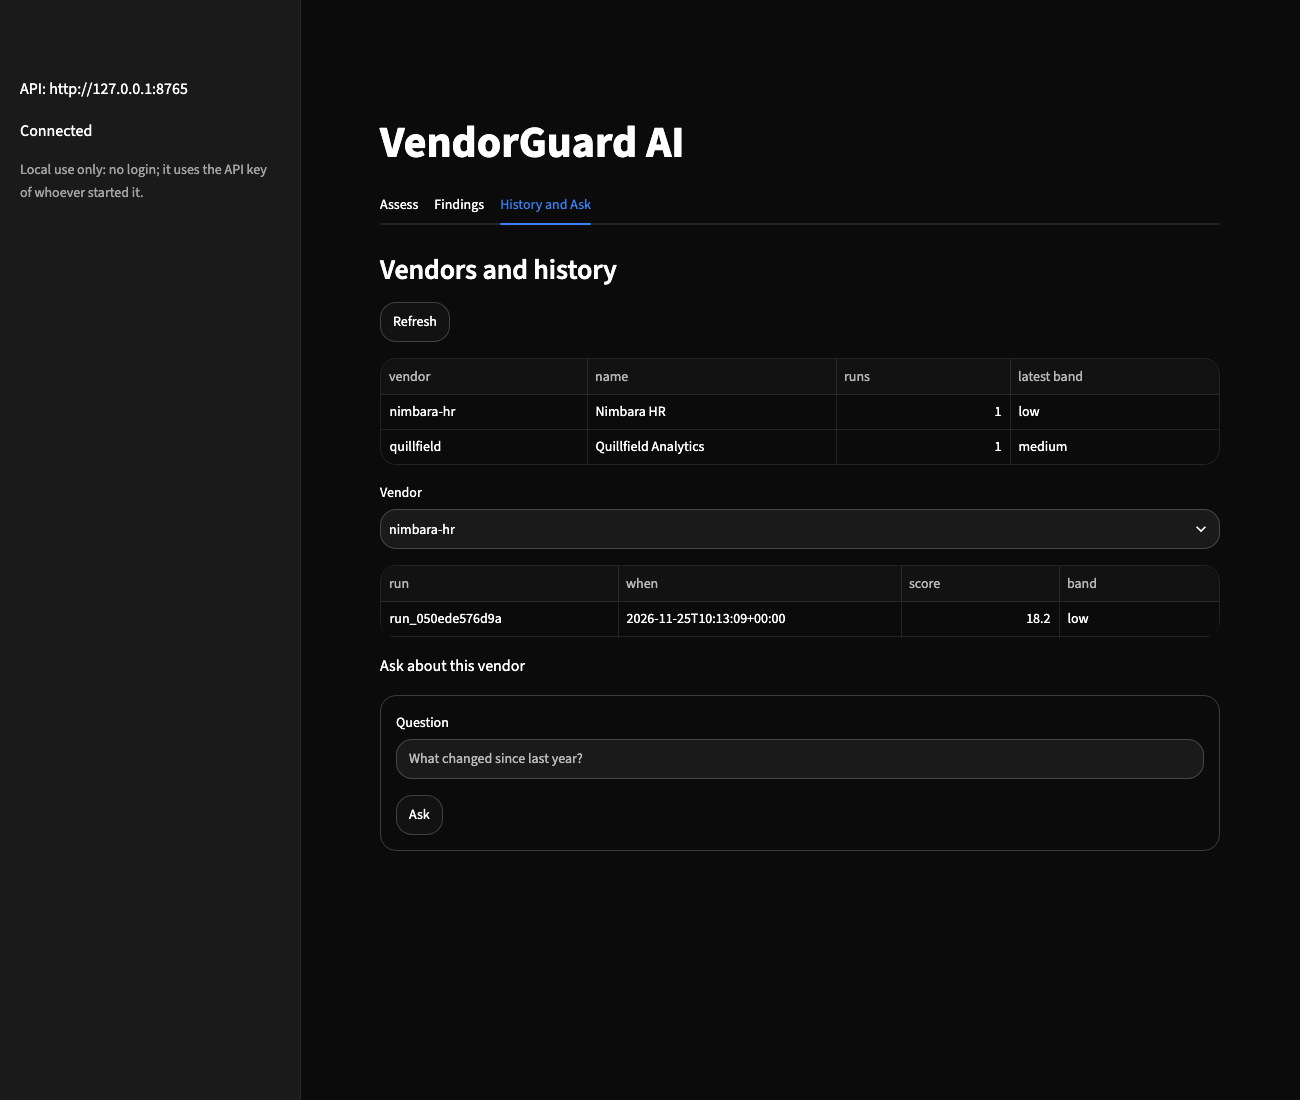 API: http://127.0.0.1:8765
Connected
Local use only: no login; it uses the API key
of whoever started it.
VendorGuard AI
Assess Findings History and Ask
Vendors and history
Refresh
vendor name runs latest band
nimbara-hr Nimbara HR 1 low
quillfield Quillfield Analytics 1 medium
Vendor
nimbara-hr
run when score band
run_050ede576d9a 2026-11-25T10:13:09+00:00 18.2 low
Ask about this vendor
Question
What changed since last year?
Ask